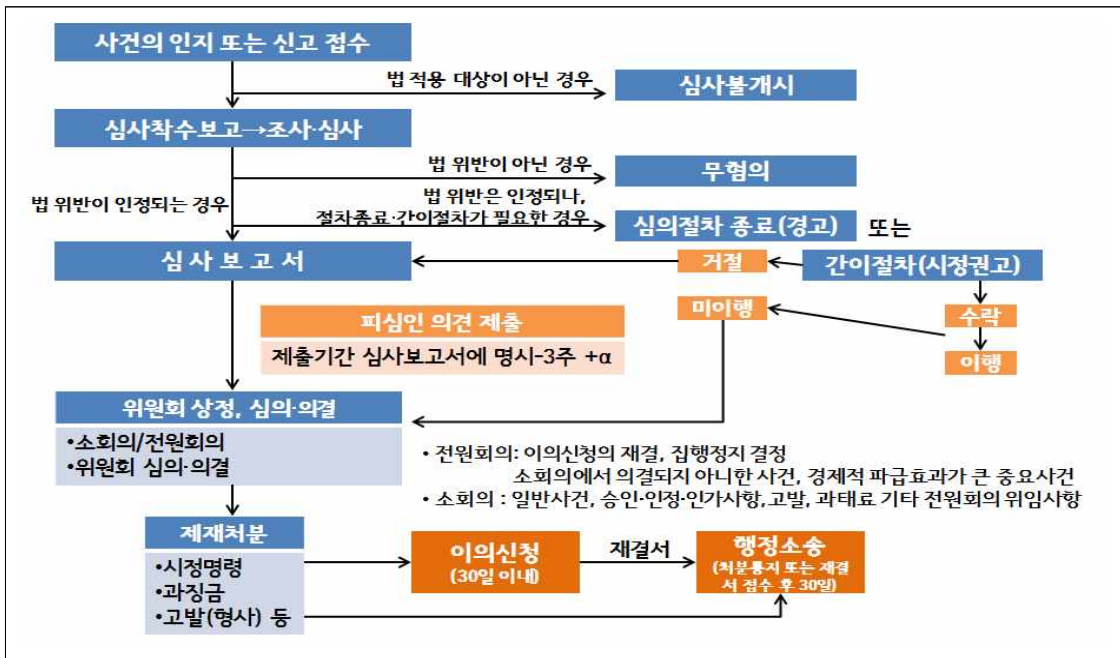 사건의 인지 또는 신고 접수
법 적용 대상이 아닌 경우
심사불개시
심사착수보고→조사·심사
법 위반이 아닌 경우
무혐의
법 위반이 인정되는 경우
법 위반은 인정되나,
절차종료·간이절차가 필요한 경우
심의절차 종료(경고) 또는
심 사 보 고 서
거절
간이절차(시정권고)
미이행
수락
이행
피심인 의견 제출
제출기간 심사보고서에 명시-3주 +α
위원회 상정, 심의·의결
•소회의/전원회의
•위원회 심의·의결
• 전원회의: 이의신청의 재결, 집행정지 결정
소회의에서 의결되지 아니한 사건, 경제적 파급효과가 큰 중요사건
• 소회의 : 일반사건, 승인·인정·인가사항,고발, 과태료 기타 전원회의 위임사항
제재처분
•시정명령
•과징금
•고발(형사) 등
이의신청
(30일 이내)
재결서
행정소송
(처분통지 또는 재결
서 접수 후 30일)